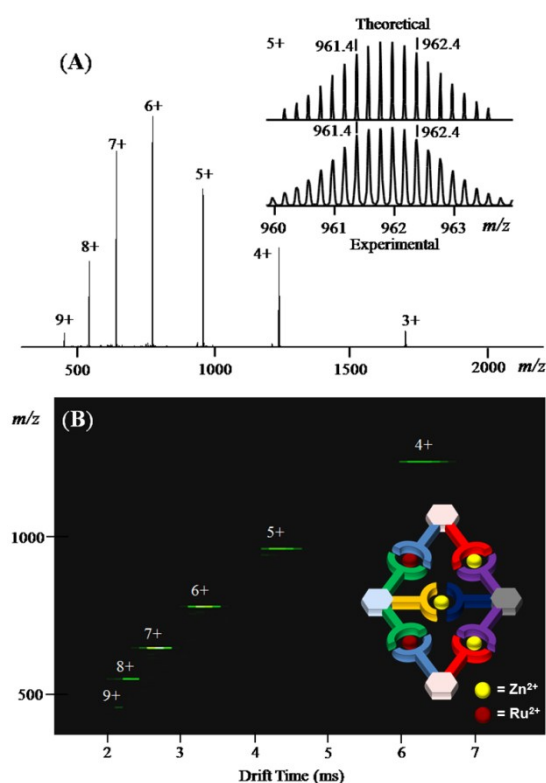 Theoretical
5+
961.4
962.4
(A)
6+
7+
961.4
962.4
5+
8+
960 961 962 963 m/z
4+
Experimental
9+
3+
500 1000 1500 2000 m/z
m/z
(B)
4+
1000
5+
6+
7+
8+
500
9+
= Zn2+
= Ru2+
2 3 4 5 6 7
Drift Time (ms)